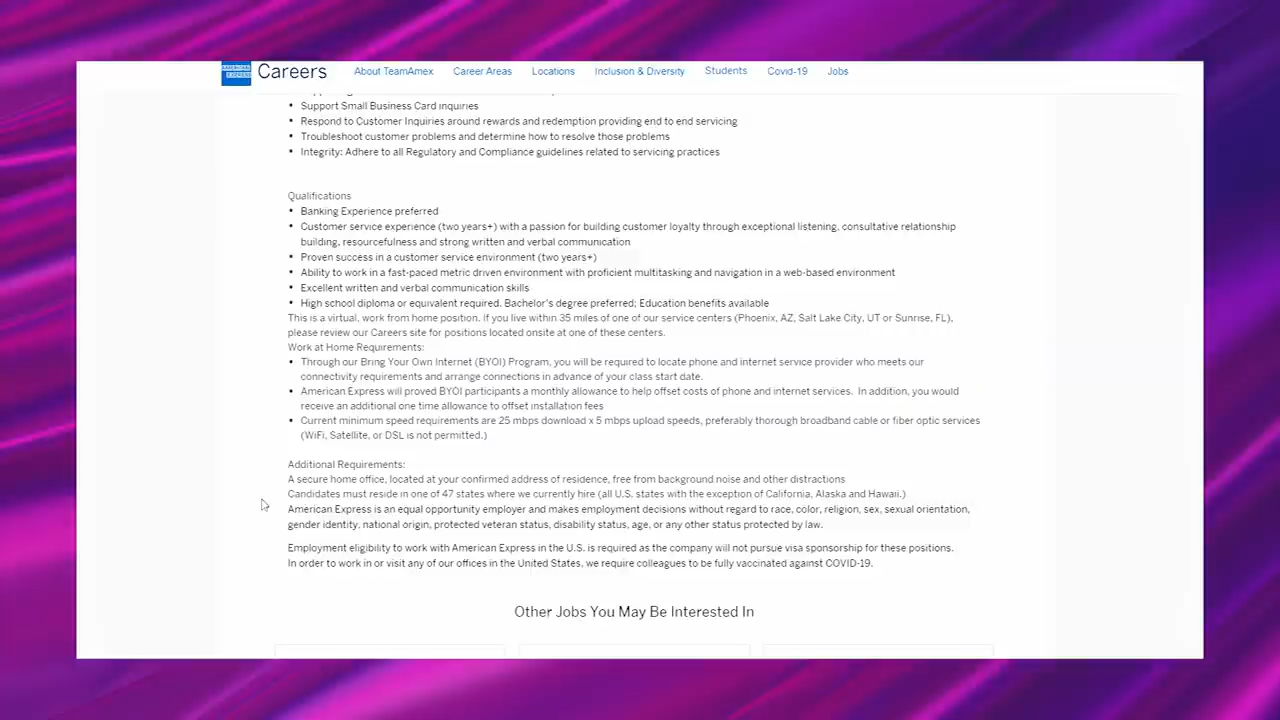 AMERICAN EXPRESS
Careers
About TeamAmex
Career Areas
Locations
Inclusion & Diversity
Students
Covid-19
Jobs
• Support Small Business Card inquiries
• Respond to Customer Inquiries around rewards and redemption providing end to end servicing
• Troubleshoot customer problems and determine how to resolve those problems
• Integrity: Adhere to all Regulatory and Compliance guidelines related to servicing practices
Qualifications
• Banking Experience preferred
• Customer service experience (two years+) with a passion for building customer loyalty through exceptional listening, consultative relationship
building, resourcefulness and strong written and verbal communication
• Proven success in a customer service environment (two years+)
• Ability to work in a fast-paced metric driven environment with proficient multitasking and navigation in a web-based environment
• Excellent written and verbal communication skills
• High school diploma or equivalent required. Bachelor's degree preferred; Education benefits available
This is a virtual, work from home position. If you live within 35 miles of one of our service centers (Phoenix, AZ, Salt Lake City, UT or Sunrise, FL),
please review our Careers site for positions located onsite at one of these centers.
Work at Home Requirements:
• Through our Bring Your Own Internet (BYOI) Program, you will be required to locate phone and internet service provider who meets our
connectivity requirements and arrange connections in advance of your class start date.
• American Express will proved BYOI participants a monthly allowance to help offset costs of phone and internet services. In addition, you would
receive an additional one time allowance to offset installation fees
• Current minimum speed requirements are 25 mbps download x 5 mbps upload speeds, preferably thorough broadband cable or fiber optic services
(WiFi, Satellite, or DSL is not permitted.)
Additional Requirements:
A secure home office, located at your confirmed address of residence, free from background noise and other distractions
Candidates must reside in one of 47 states where we currently hire (all U.S. states with the exception of California, Alaska and Hawaii.)
American Express is an equal opportunity employer and makes employment decisions without regard to race, color, religion, sex, sexual orientation,
gender identity, national origin, protected veteran status, disability status, age, or any other status protected by law.
Employment eligibility to work with American Express in the U.S. is required as the company will not pursue visa sponsorship for these positions.
In order to work in or visit any of our offices in the United States, we require colleagues to be fully vaccinated against COVID-19.
Other Jobs You May Be Interested In